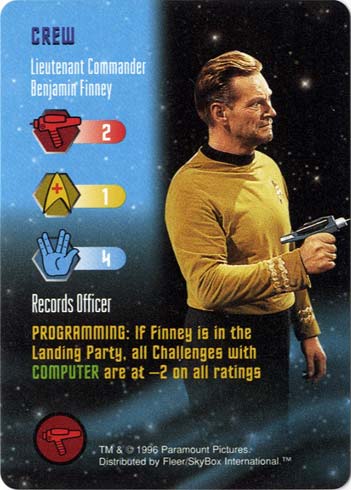 CREW
Lieutenant Commander
Benjamin Finney
2
1
4
Records Officer
PROGRAMMING: If Finney is in the
Landing Party, all Challenges with
COMPUTER are at –2 on all ratings
TM & © 1996 Paramount Pictures.
Distributed by Fleer/SkyBox International.™